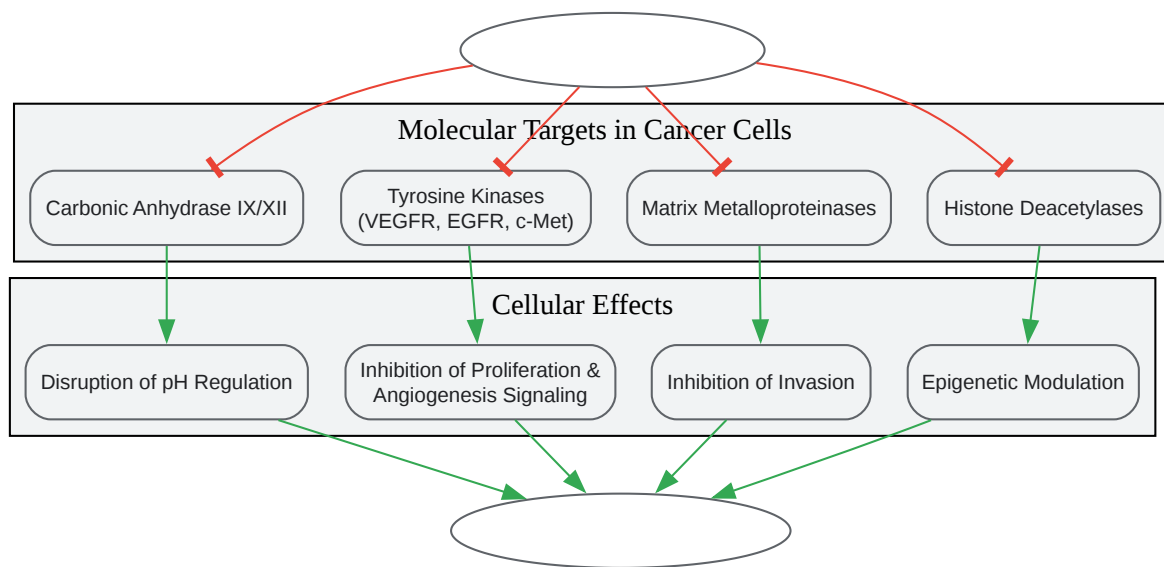 Molecular Targets in Cancer Cells
Carbonic Anhydrase IX/XII
Tyrosine Kinases
(VEGFR, EGFR, c-Met)
Matrix Metalloproteinases
Histone Deacetylases
Cellular Effects
Disruption of pH Regulation
Inhibition of Proliferation &
Angiogenesis Signaling
Inhibition of Invasion
Epigenetic Modulation